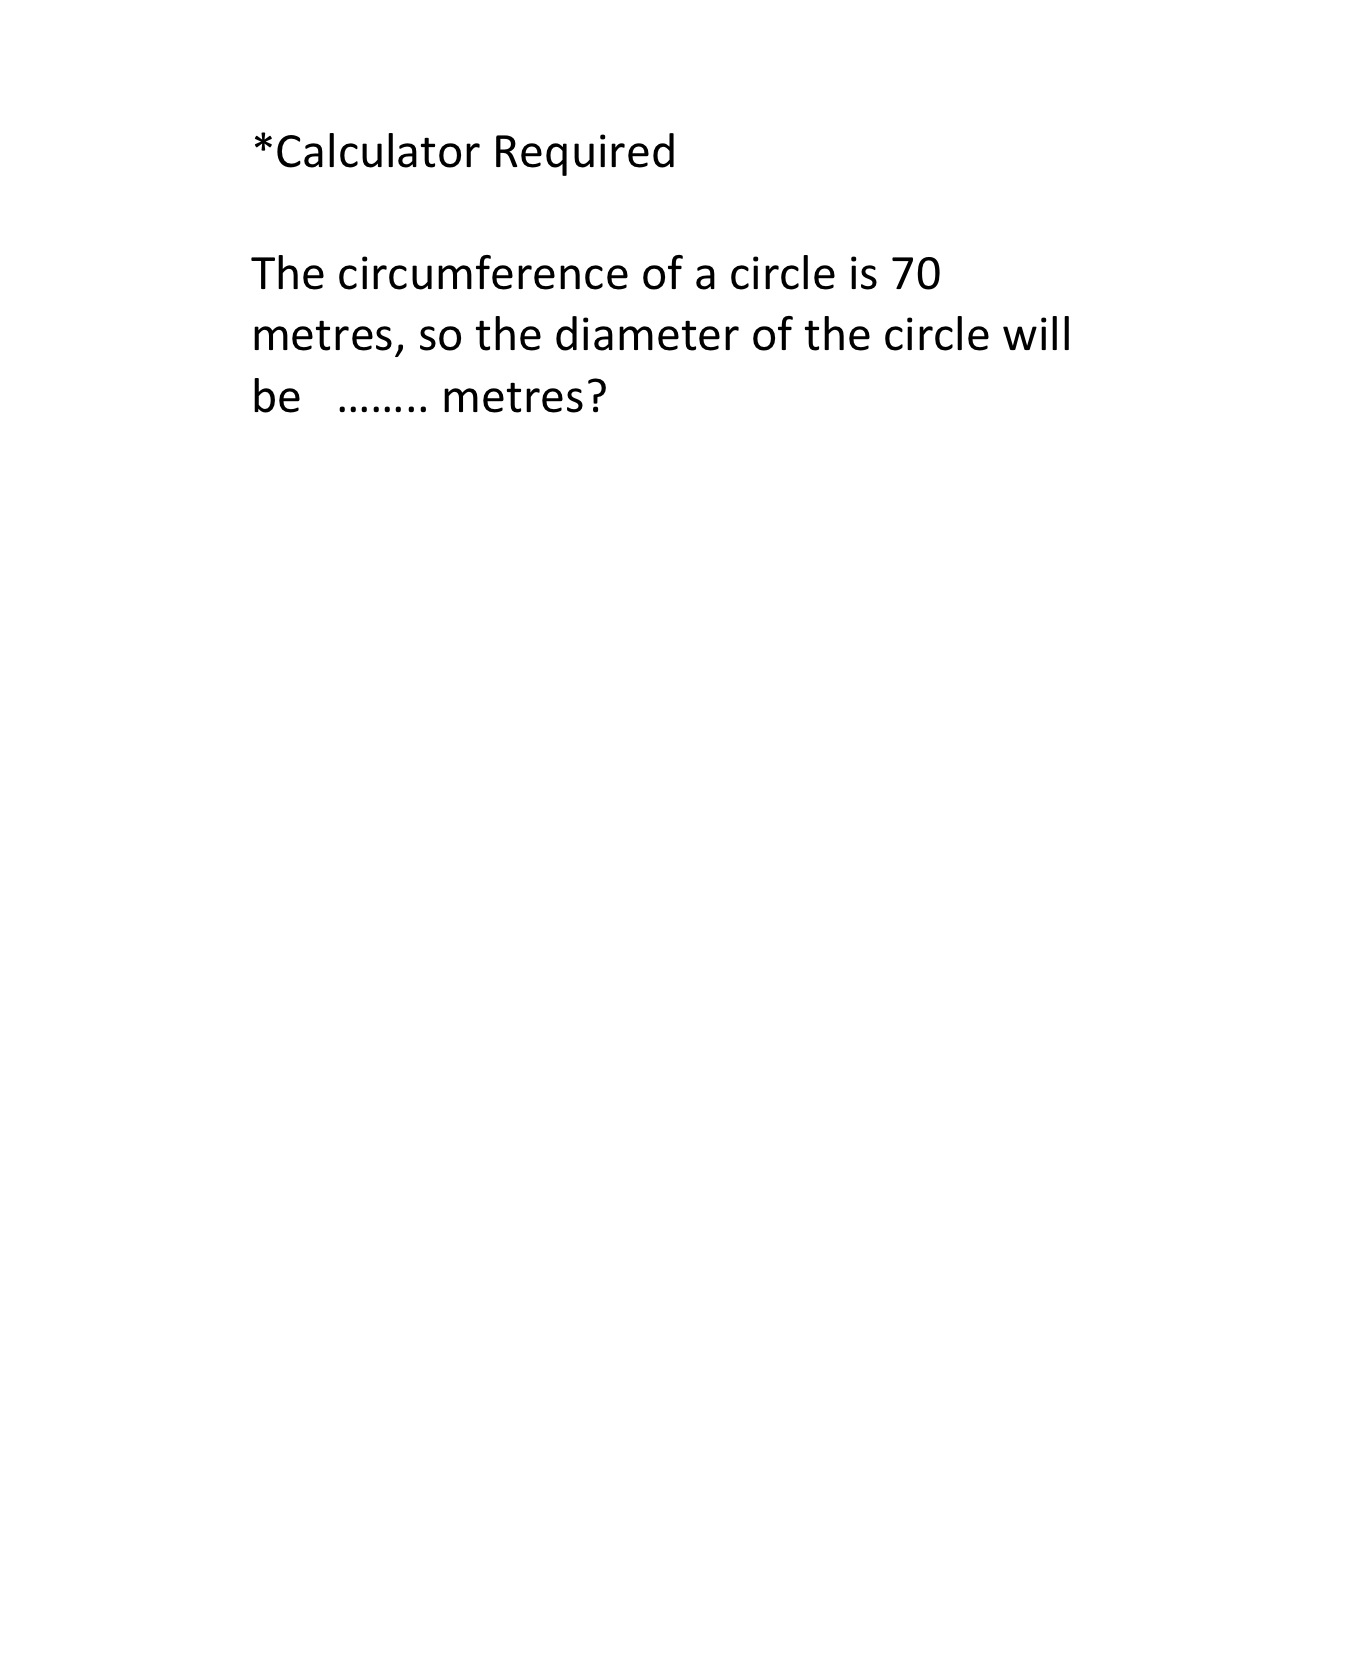 *Calculator Required
The circumference of a circle is 70
metres, so the diameter of the circle will
be …….. metres?